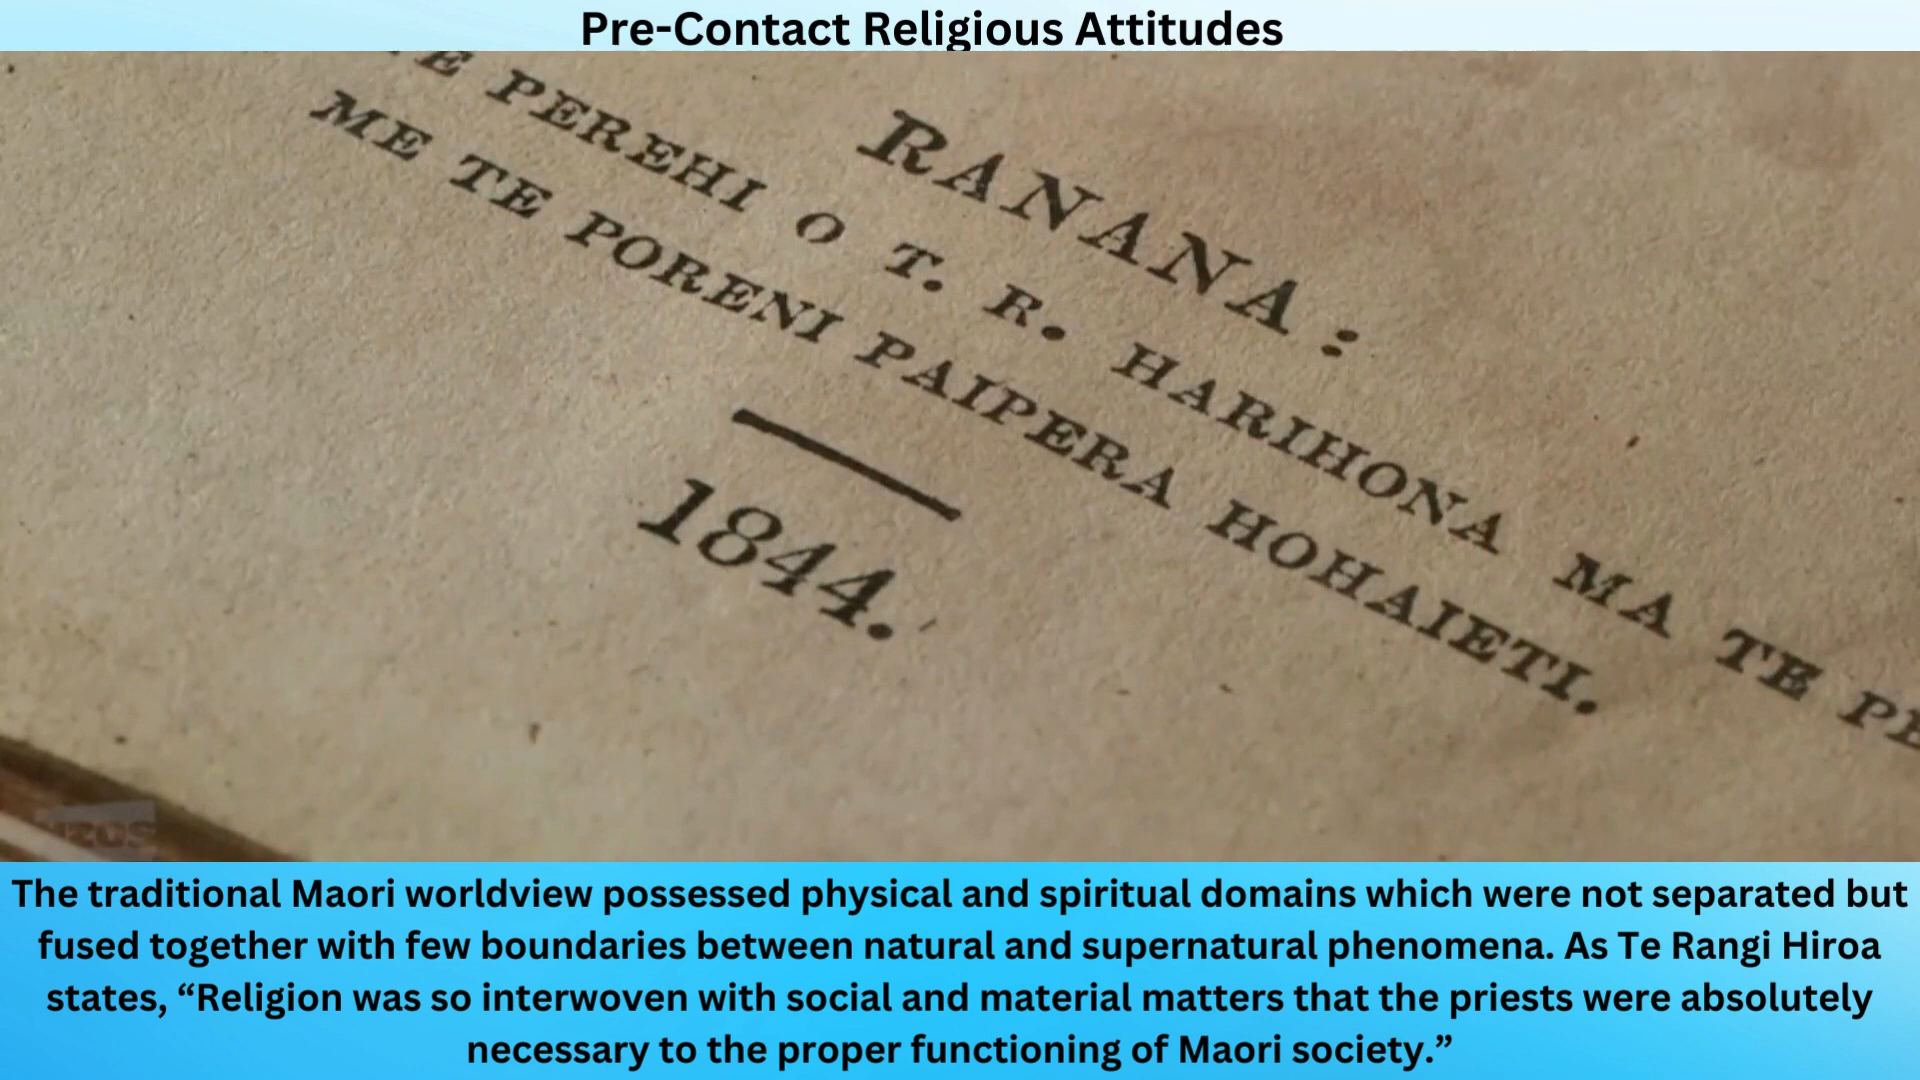 Pre-Contact Religious Attitudes
RANANA:
E PEREHI O T. R. HARIHONA MA TE
ME TE PORENI PAIPERA HOHAIETI.
1844.
The traditional Maori worldview possessed physical and spiritual domains which were not separated but
fused together with few boundaries between natural and supernatural phenomena. As Te Rangi Hiroa
states, “Religion was so interwoven with social and material matters that the priests were absolutely
necessary to the proper functioning of Maori society.”